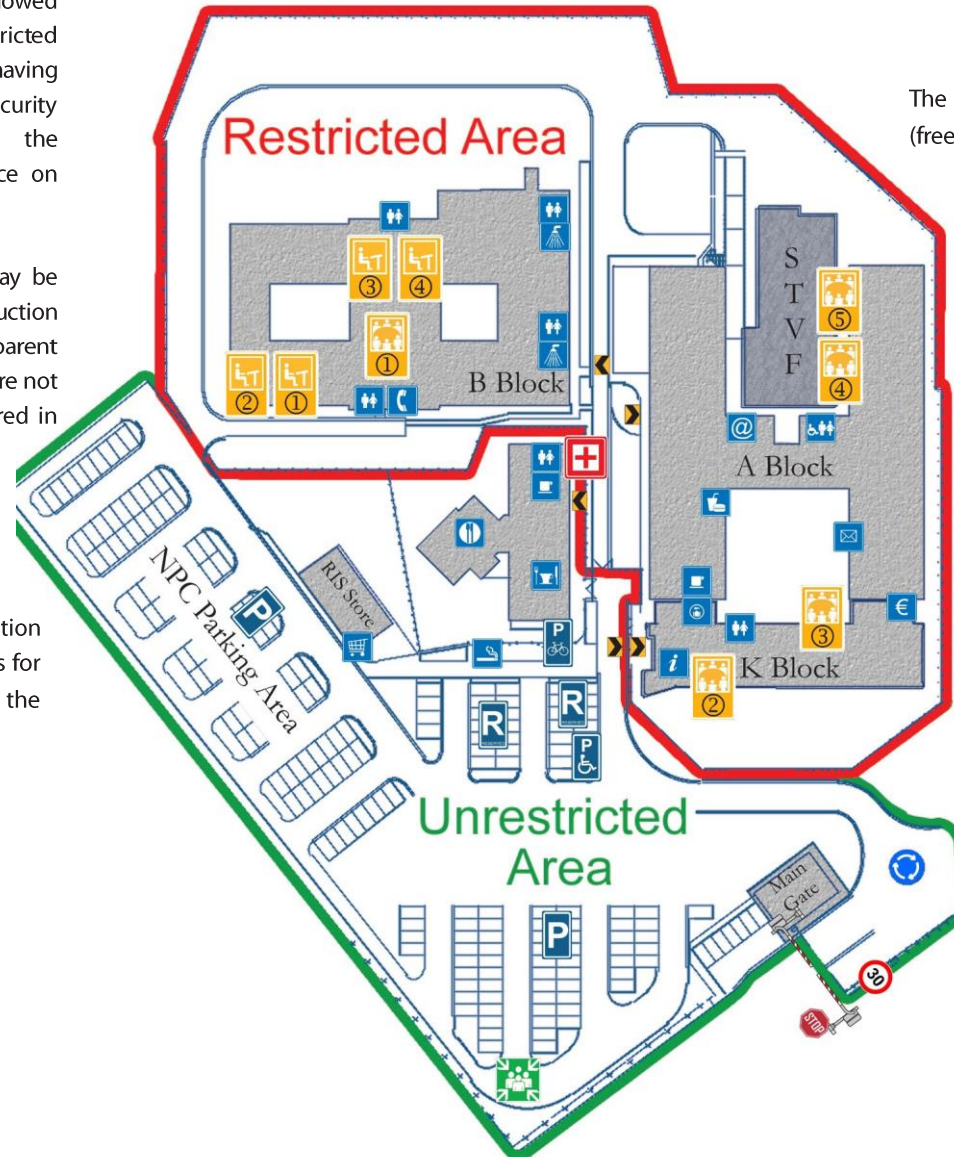 owed
ricted
having
curity
the
ce on
ay be
uction
parent
re not
red in
tion
s for
the
The
(free
Restricted Area
③
④
①
②
①
B Block
S
T
V
F
⑤
④
@
A Block
€
③
i
②
K Block
RIS Store
NPC Parking Area
P
P
R
RESERVED
R
RESERVED
P
Unrestricted
Area
P
Main
Gate
30
STOP